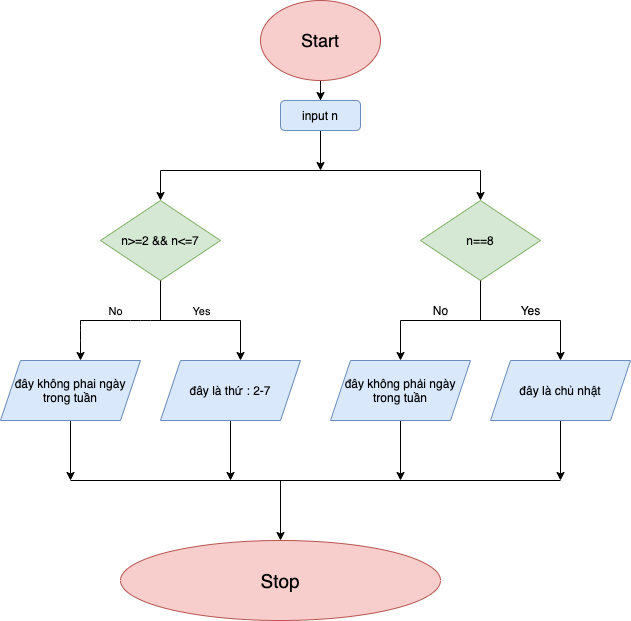 Start
input n
n>=2 && n<=7
n==8
No
Yes
No
Yes
đây không phai ngày
trong tuần
đây là thứ : 2-7
đây không phải ngày
trong tuần
đây là chủ nhật
Stop